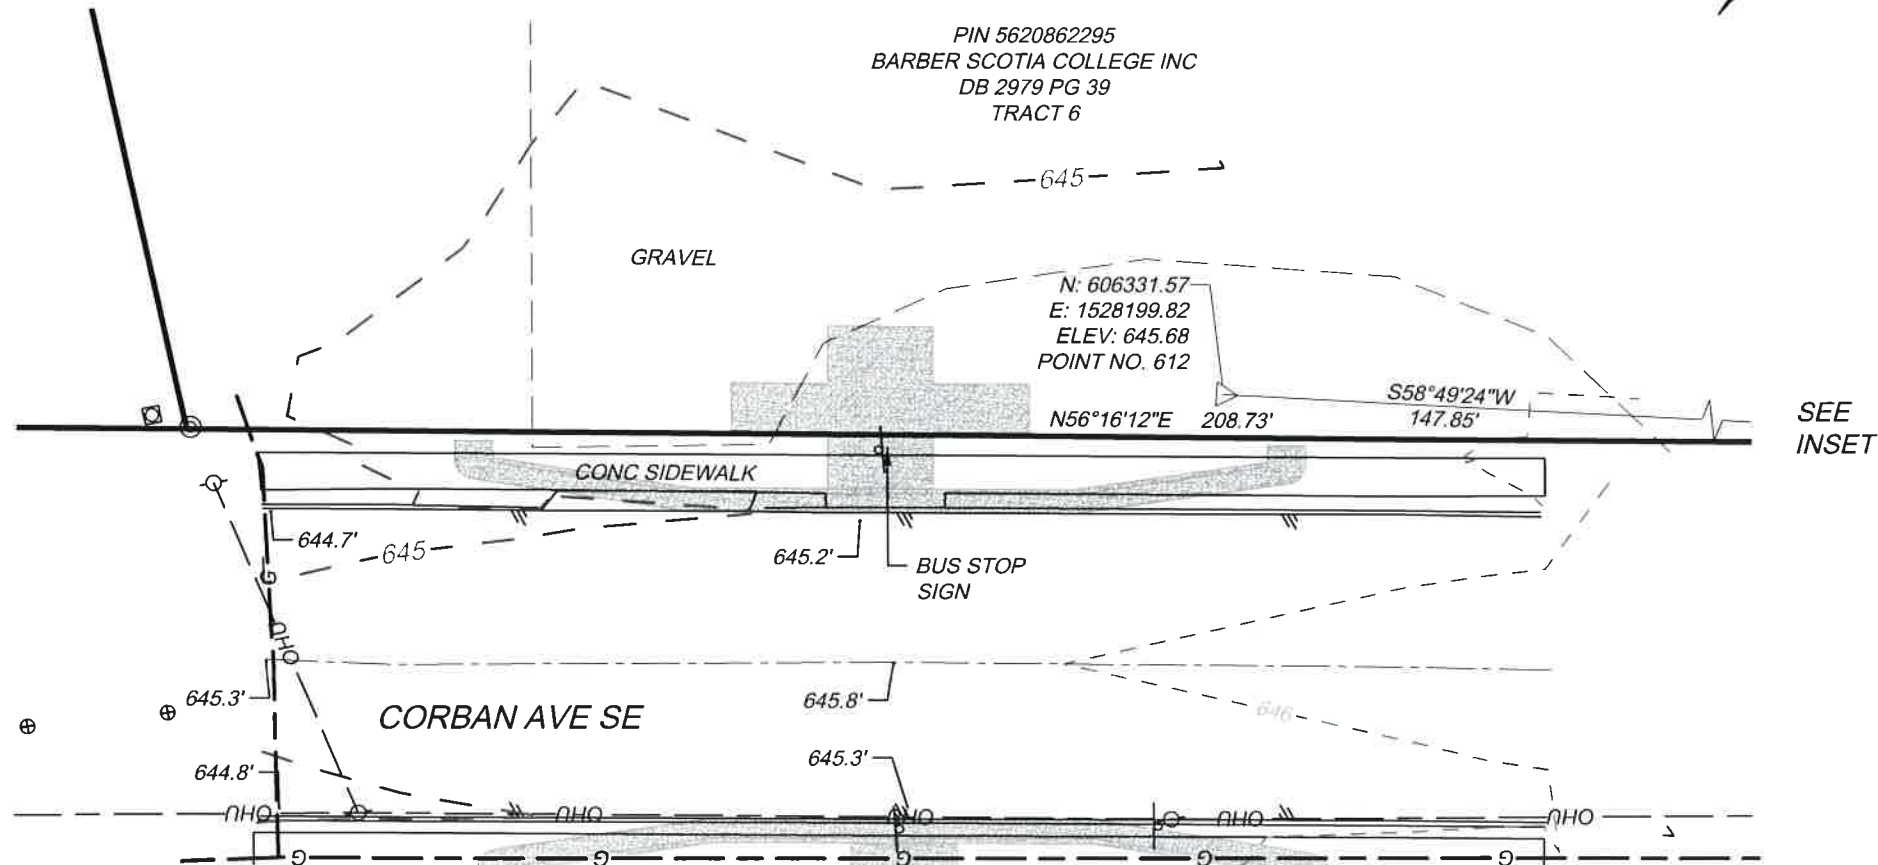 PIN 5620862295
BARBER SCOTIA COLLEGE INC
DB 2979 PG 39
TRACT 6
645
GRAVEL
N: 606331.57
E: 1528199.82
ELEV: 645.68
POINT NO. 612
S58°49'24"W
147.85'
N56°16'12"E 208.73'
SEE
INSET
CONC SIDEWALK
644.7'
645
645.2'
BUS STOP
SIGN
G
OHU
645.3'
645.8'
CORBAN AVE SE
646
645.3'
644.8'
OHU OHU OHU OHU OHU
G G G G G